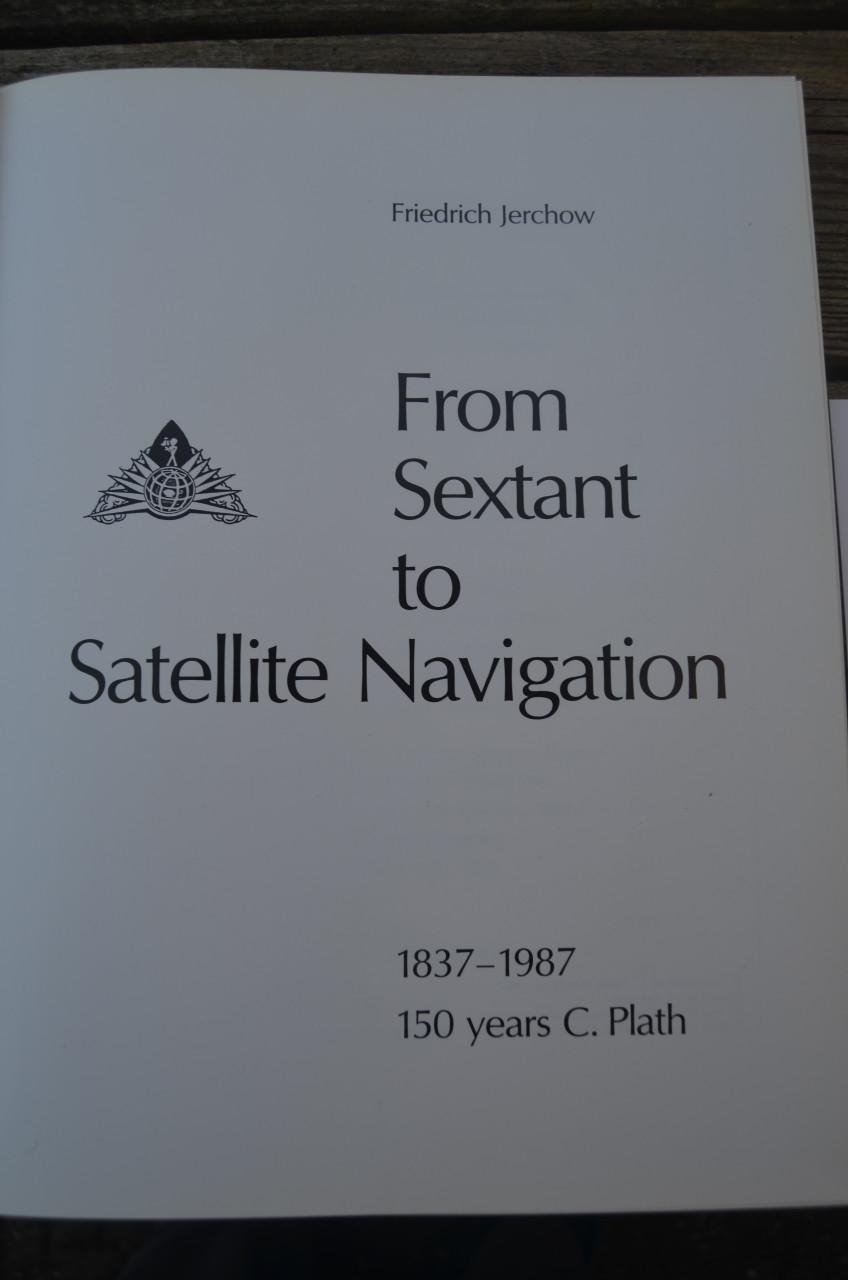 Friedrich Jerchow
From
Sextant
to
Satellite Navigation
1837–1987
150 years C. Plath